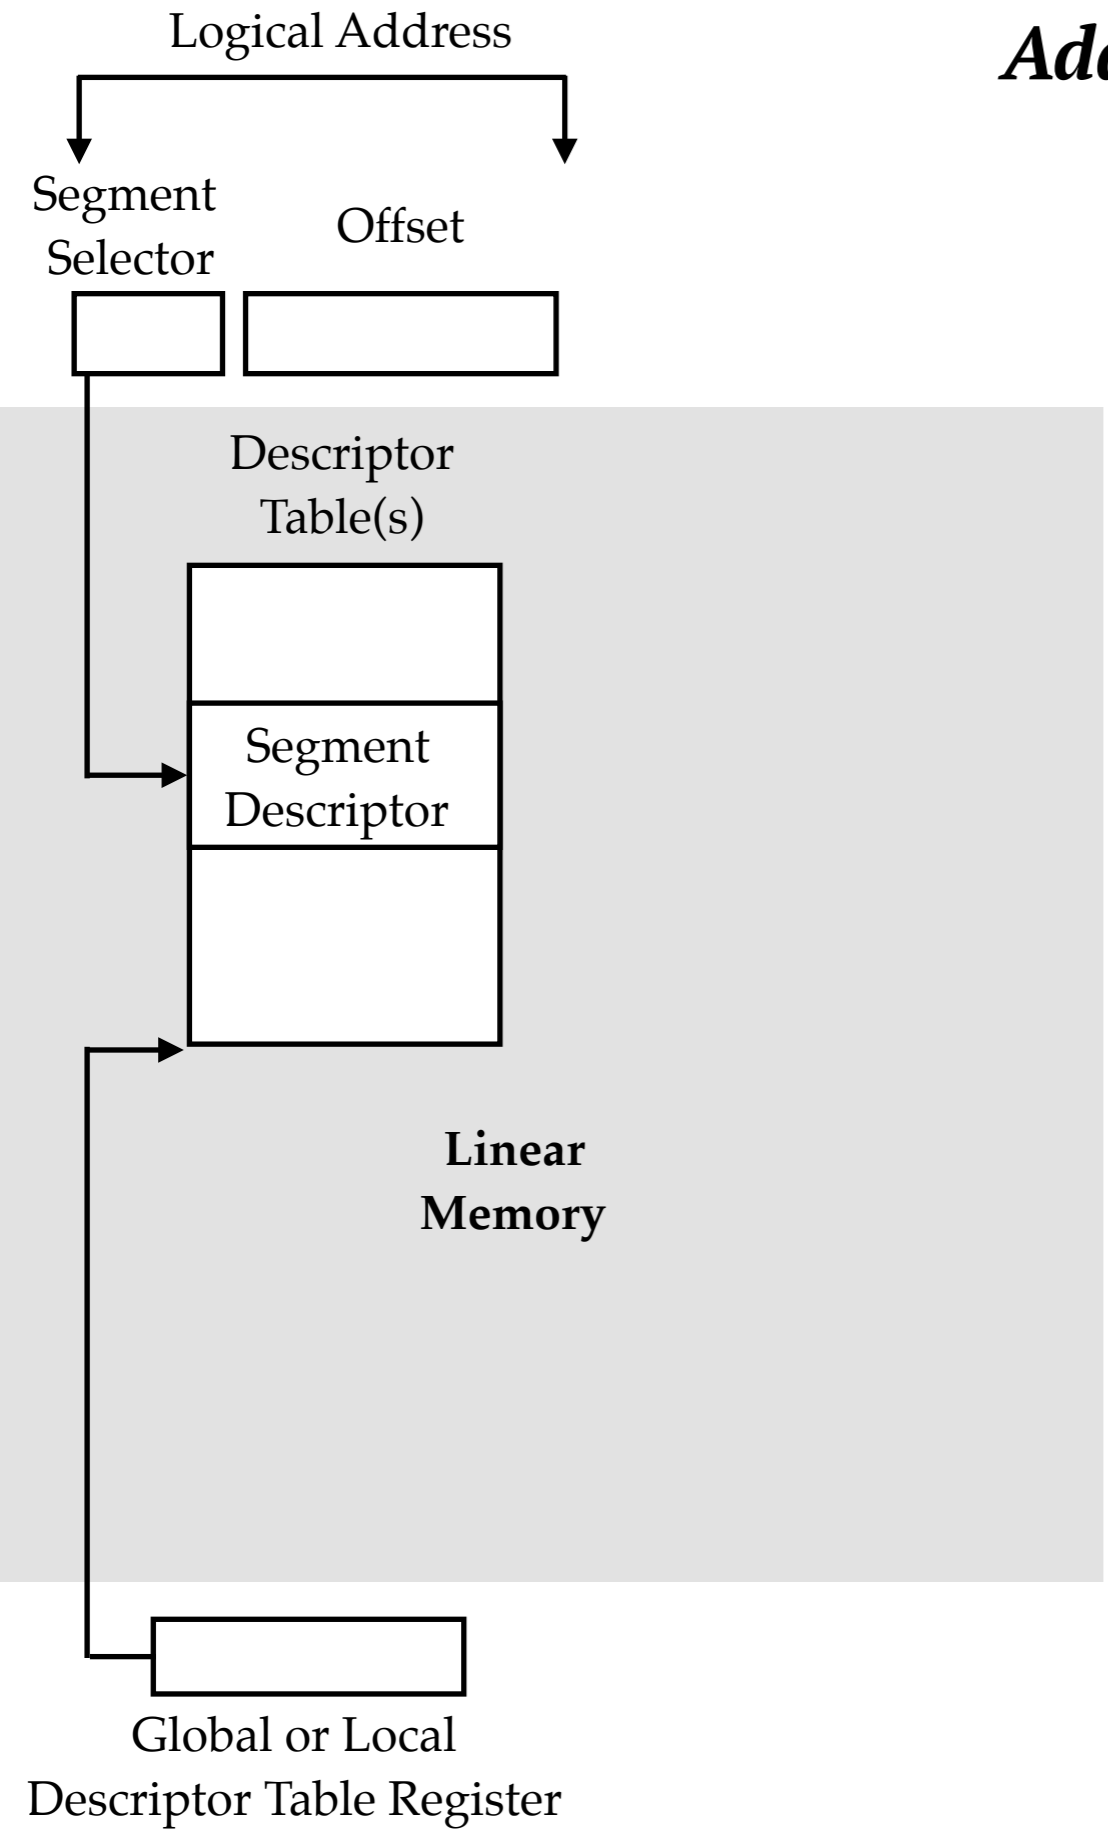 Logical Address
Segment
Selector
Offset
Descriptor
Table(s)
Segment
Descriptor
Linear
Memory
Global or Local
Descriptor Table Register